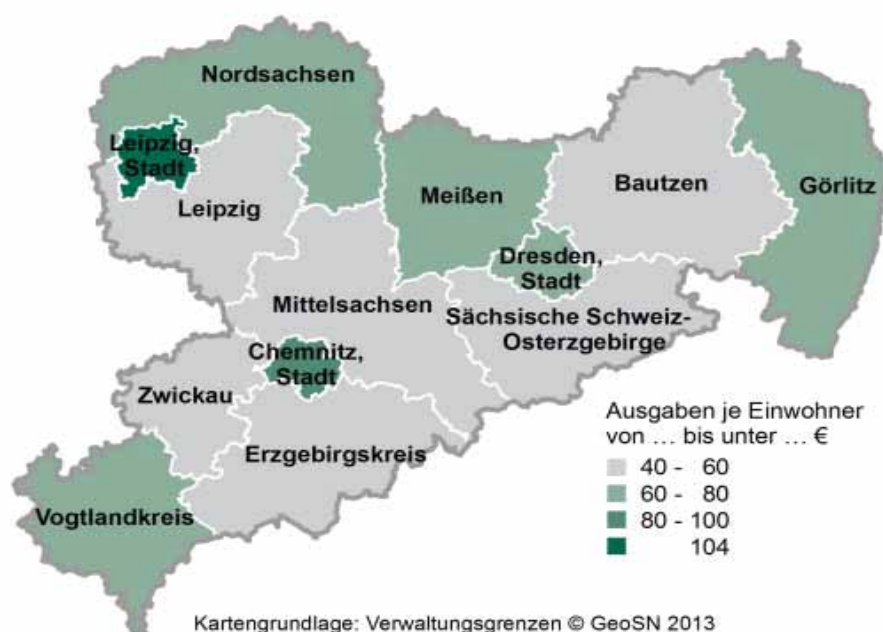 Nordsachsen
Leipzig,
Stadt
Leipzig
Meißen
Bautzen
Görlitz
Dresden,
Stadt
Mittelsachsen
Sächsische Schweiz-
Osterzgebirge
Chemnitz,
Stadt
Zwickau
Erzgebirgskreis
Vogtlandkreis
Ausgaben je Einwohner
von ... bis unter ... €
40 - 60
60 - 80
80 - 100
104
Kartengrundlage: Verwaltungsgrenzen © GeoSN 2013